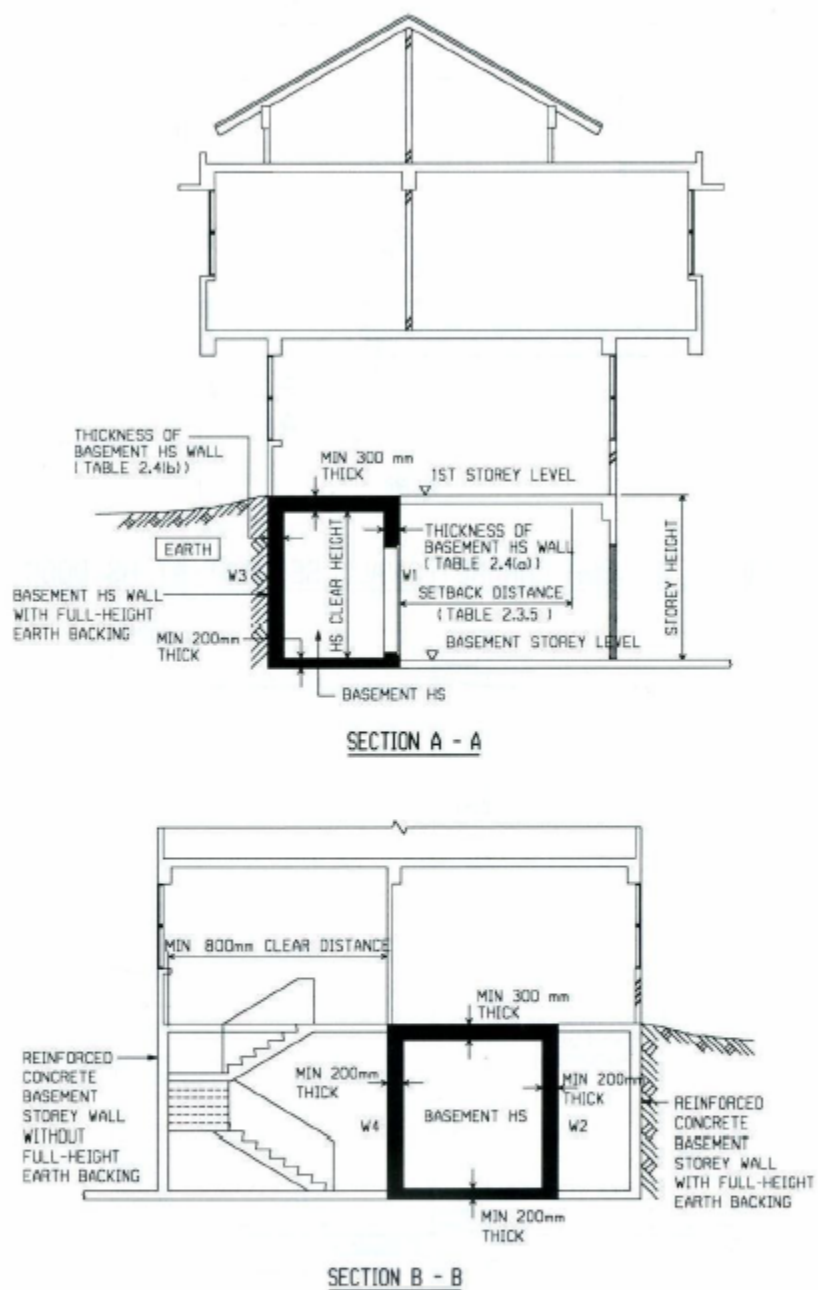 THICKNESS OF
BASEMENT HS WALL
( TABLE 2.4(b))
MIN 300 mm
THICK
1ST STOREY LEVEL
EARTH
W3
HS CLEAR HEIGHT
W1
THICKNESS OF
BASEMENT HS WALL
( TABLE 2.4(a))
SETBACK DISTANCE
( TABLE 2.3.5 )
STOREY HEIGHT
BASEMENT HS WALL
WITH FULL-HEIGHT
EARTH BACKING
MIN 200mm
THICK
BASEMENT STOREY LEVEL
BASEMENT HS
SECTION A - A
MIN 800mm CLEAR DISTANCE
MIN 300 mm
THICK
REINFORCED
CONCRETE
BASEMENT
STOREY WALL
WITHOUT
FULL-HEIGHT
EARTH BACKING
MIN 200mm
THICK
W4
BASEMENT HS
MIN 200mm
THICK
W2
REINFORCED
CONCRETE
BASEMENT
STOREY WALL
WITH FULL-HEIGHT
EARTH BACKING
MIN 200mm
THICK
SECTION B - B